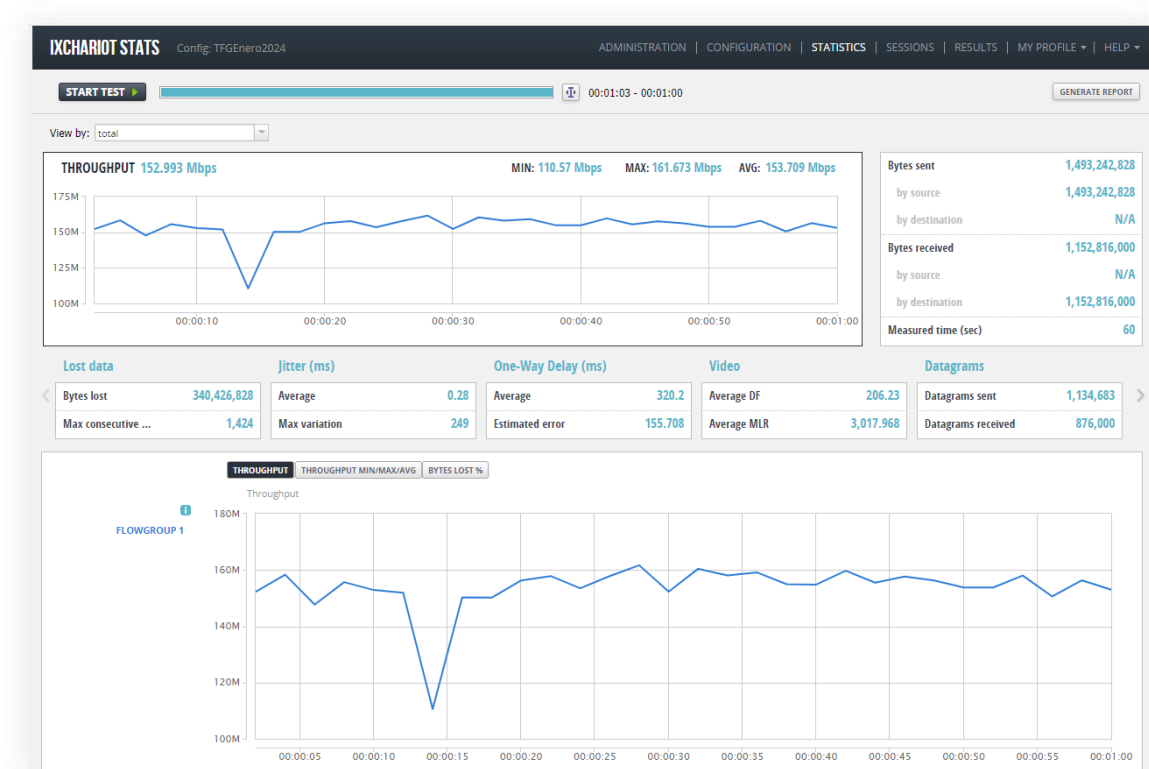 IXCHARIOT STATS Config: TFGEnero2024 ADMINISTRATION | CONFIGURATION | STATISTICS | SESSIONS | RESULTS | MY PROFILE | HELP
START TEST 00:01:03 - 00:01:00 GENERATE REPORT
View by: total
THROUGHPUT 152.993 Mbps MIN: 110.57 Mbps MAX: 161.673 Mbps AVG: 153.709 Mbps
175M
150M
125M
100M
00:00:10 00:00:20 00:00:30 00:00:40 00:00:50 00:01:00
Bytes sent 1,493,242,828
by source 1,493,242,828
by destination N/A
Bytes received 1,152,816,000
by source N/A
by destination 1,152,816,000
Measured time (sec) 60
Lost data
Bytes lost 340,426,828
Max consecutive ... 1,424
Jitter (ms)
Average 0.28
Max variation 249
One-Way Delay (ms)
Average 320.2
Estimated error 155.708
Video
Average DF 206.23
Average MLR 3,017.968
Datagrams
Datagrams sent 1,134,683
Datagrams received 876,000
THROUGHPUT THROUGHPUT MIN/MAX/AVG BYTES LOST %
Throughput
i
FLOWGROUP 1
180M
160M
140M
120M
100M
00:00:05 00:00:10 00:00:15 00:00:20 00:00:25 00:00:30 00:00:35 00:00:40 00:00:45 00:00:50 00:00:55 00:01:00